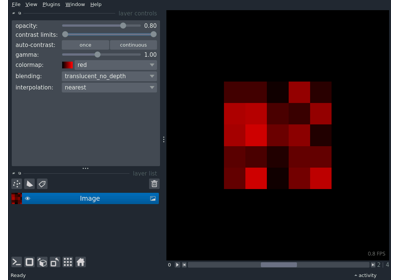 File View Plugins Window Help
layer controls
opacity: 0.80
contrast limits:
auto-contrast: once continuous
gamma: 1.00
colormap: red
blending: translucent_no_depth
interpolation: nearest
layer list
Image
0.8 FPS
0 2 4
Ready activity